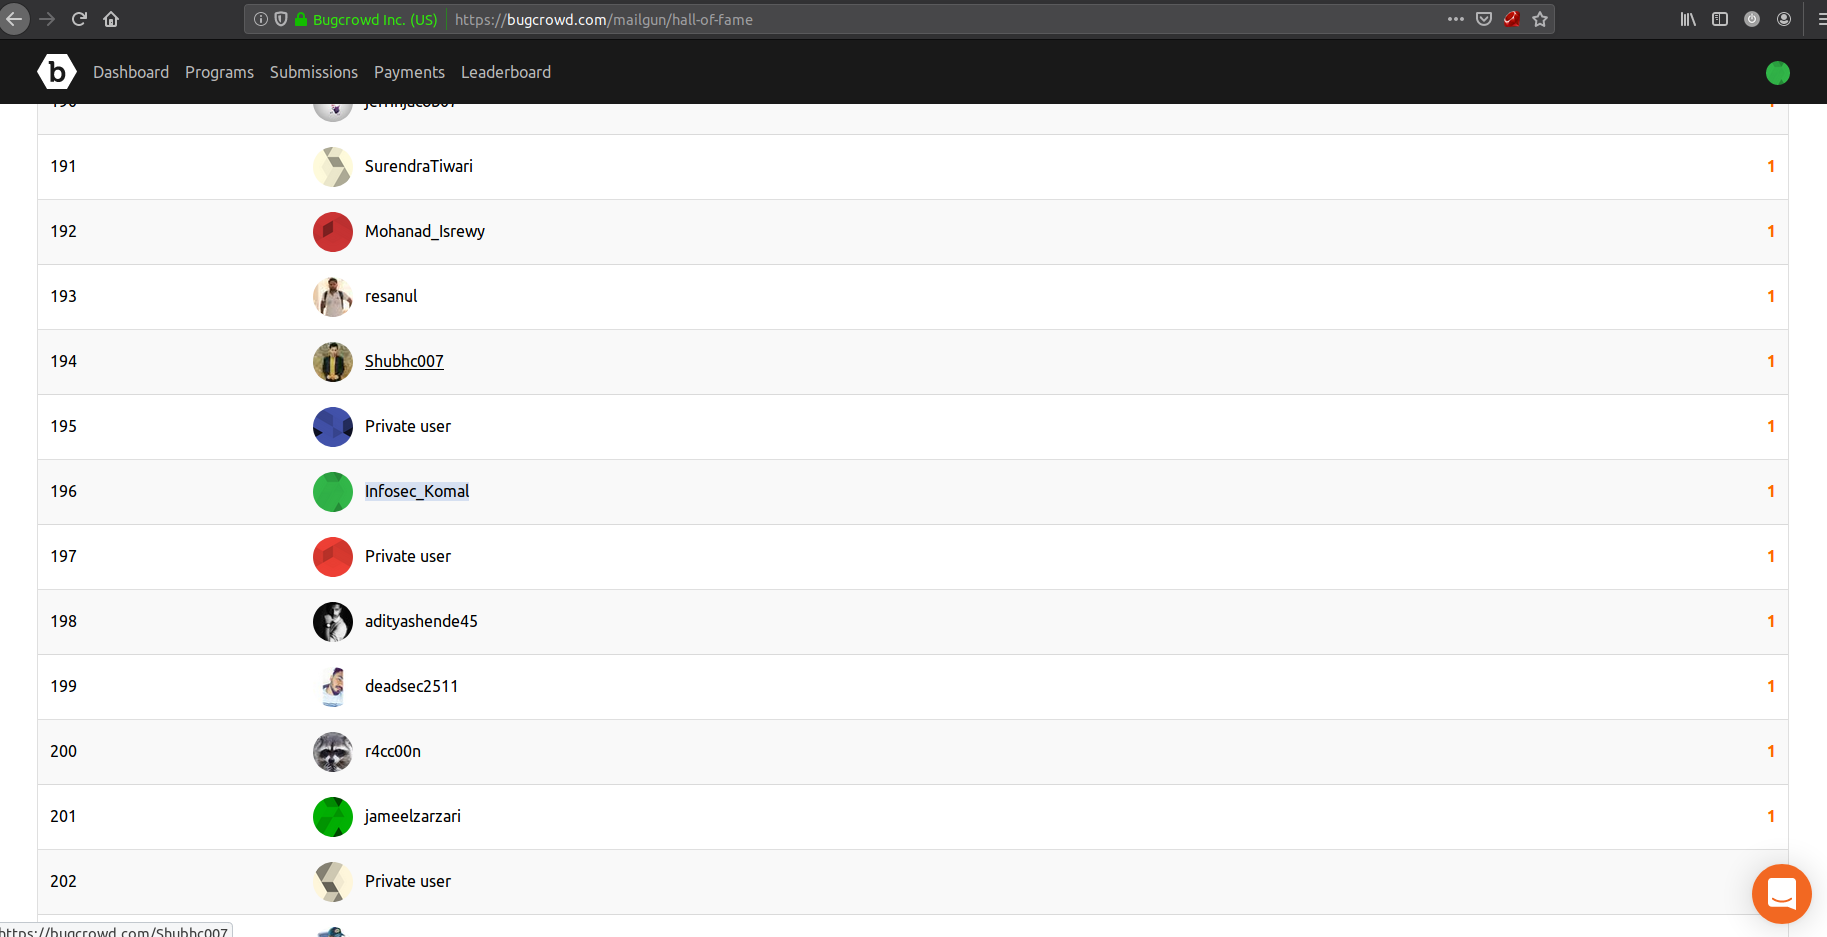 Bugcrowd Inc. (US) https://bugcrowd.com/mailgun/hall-of-fame
b Dashboard Programs Submissions Payments Leaderboard
191 SurendraTiwari 1
192 Mohanad_Isrewy 1
193 resanul 1
194 Shubhc007 1
195 Private user 1
196 Infosec_Komal 1
197 Private user 1
198 adityashende45 1
199 deadsec2511 1
200 r4cc00n 1
201 jameelzarzari 1
202 Private user
https://bugcrowd.com/Shubhc007